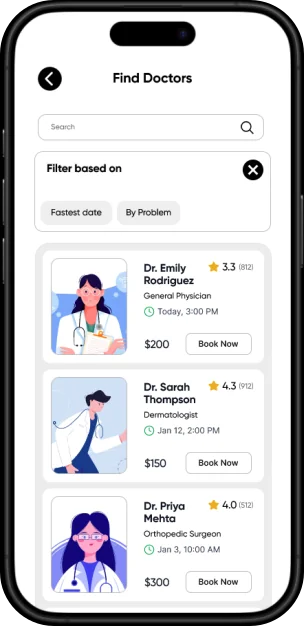 Find Doctors
Search
Filter based on
Fastest date
By Problem
Dr. Emily
Rodriguez
3.3 (812)
General Physician
Today, 3:00 PM
$200
Book Now
Dr. Sarah
Thompson
4.3 (912)
Dermatologist
Jan 12, 2:00 PM
$150
Book Now
Dr. Priya
Mehta
4.0 (512)
Orthopedic Surgeon
Jan 3, 10:00 AM
$300
Book Now